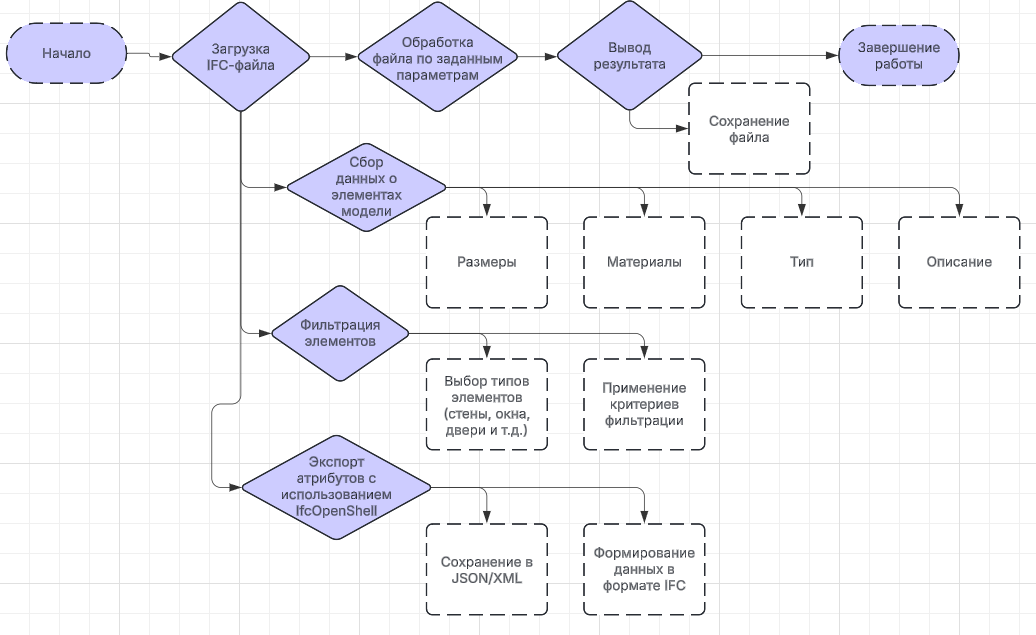 Начало
Загрузка
IFC-файла
Обработка
файла по заданным
параметрам
Вывод
результата
Завершение
работы
Сохранение
файла
Сбор
данных о
элементах
модели
Размеры
Материалы
Тип
Описание
Фильтрация
элементов
Выбор типов
элементов
(стены, окна,
двери и т.д.)
Применение
критериев
фильтрации
Экспорт
атрибутов с
использованием
IfcOpenShell
Сохранение в
JSON/XML
Формирование
данных в
формате IFC